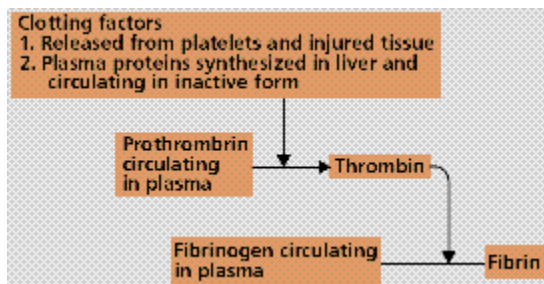 Clotting factors
1. Released from platelets and injured tissue
2. Plasma proteins synthesized in liver and
circulating in inactive form
Prothrombrin
circulating
in plasma
Thrombin
Fibrinogen circulating
in plasma
Fibrin